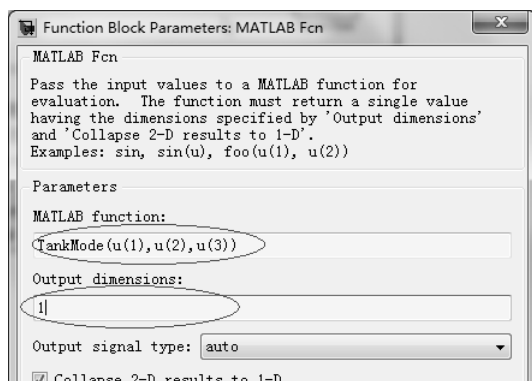 Function Block Parameters: MATLAB Fcn
MATLAB Fcn
Pass the input values to a MATLAB function for
evaluation. The function must return a single value
having the dimensions specified by 'Output dimensions'
and 'Collapse 2-D results to 1-D'.
Examples: sin, sin(u), foo(u(1), u(2))
Parameters
MATLAB function:
TankMode(u(1),u(2),u(3))
Output dimensions:
1
Output signal type: auto
Collapse 2-D results to 1-D